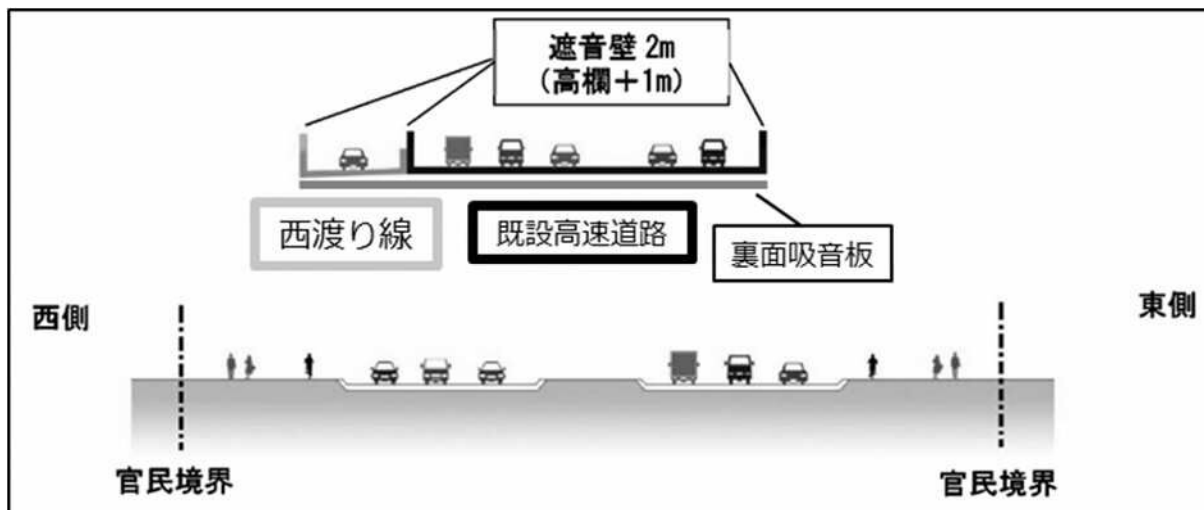 遮音壁 2m
（高欄＋1m）
西渡り線
既設高速道路
裏面吸音板
西側
東側
官民境界
官民境界